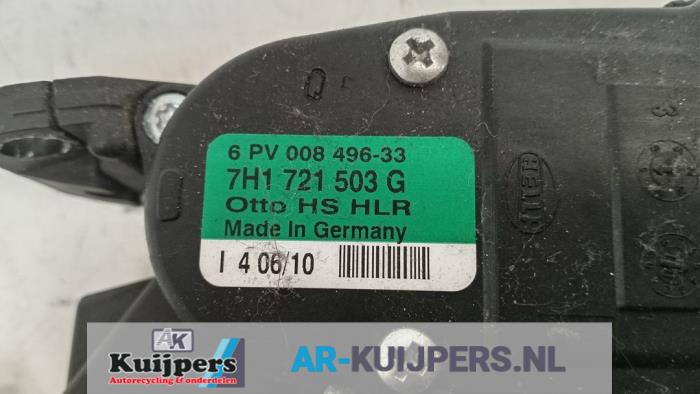 6 PV 008 496-33
7H1 721 503 G
Otto HS HLR
Made In Germany
I 4 06/10
HELLA
3
AK
Kuijpers
Autorecycling & onderdelen
AR-KUIJPERS.NL